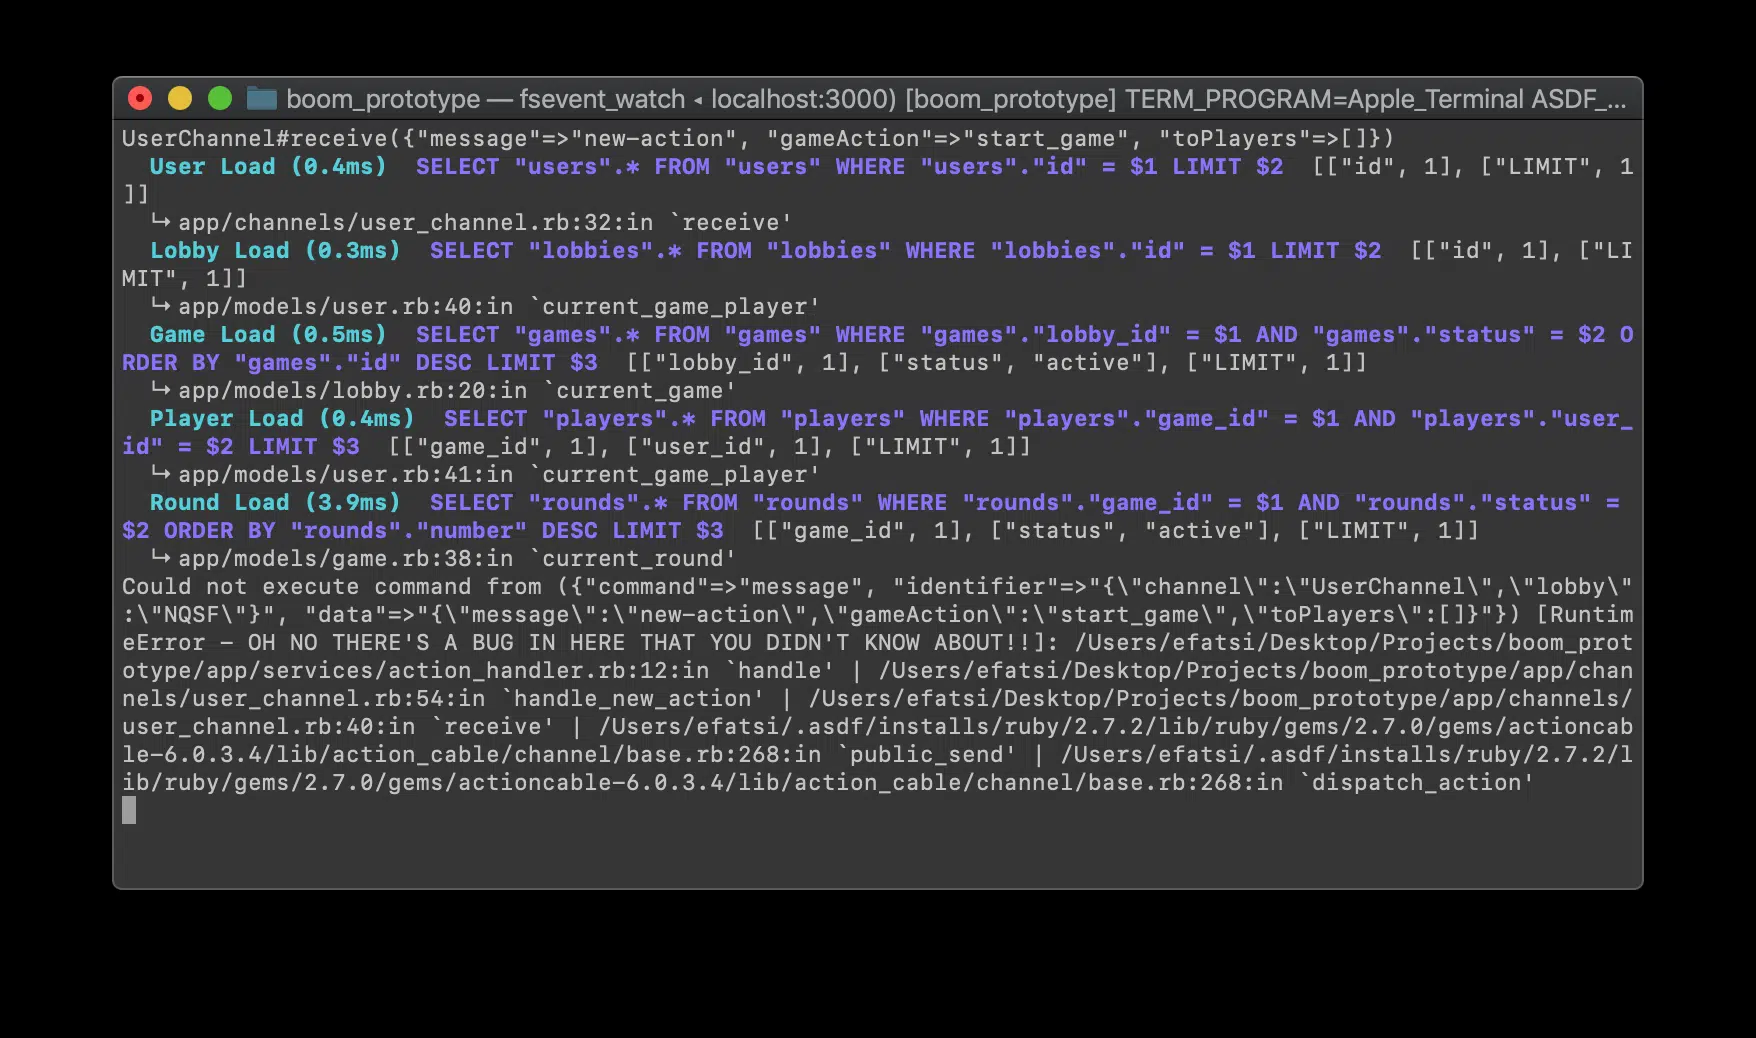 boom_prototype — fsevent_watch ◂ localhost:3000) [boom_prototype] TERM_PROGRAM=Apple_Terminal ASDF_...
UserChannel#receive({"message"=>"new-action", "gameAction"=>"start_game", "toPlayers"=>[]})
  User Load (0.4ms)  SELECT "users".* FROM "users" WHERE "users"."id" = $1 LIMIT $2  [["id", 1], ["LIMIT", 1
]]
  ↳ app/channels/user_channel.rb:32:in `receive'
  Lobby Load (0.3ms)  SELECT "lobbies".* FROM "lobbies" WHERE "lobbies"."id" = $1 LIMIT $2  [["id", 1], ["LI
MIT", 1]]
  ↳ app/models/user.rb:40:in `current_game_player'
  Game Load (0.5ms)  SELECT "games".* FROM "games" WHERE "games"."lobby_id" = $1 AND "games"."status" = $2 O
RDER BY "games"."id" DESC LIMIT $3  [["lobby_id", 1], ["status", "active"], ["LIMIT", 1]]
  ↳ app/models/lobby.rb:20:in `current_game'
  Player Load (0.4ms)  SELECT "players".* FROM "players" WHERE "players"."game_id" = $1 AND "players"."user_
id" = $2 LIMIT $3  [["game_id", 1], ["user_id", 1], ["LIMIT", 1]]
  ↳ app/models/user.rb:41:in `current_game_player'
  Round Load (3.9ms)  SELECT "rounds".* FROM "rounds" WHERE "rounds"."game_id" = $1 AND "rounds"."status" =
$2 ORDER BY "rounds"."number" DESC LIMIT $3  [["game_id", 1], ["status", "active"], ["LIMIT", 1]]
  ↳ app/models/game.rb:38:in `current_round'
Could not execute command from ({"command"=>"message", "identifier"=>"{\"channel\":\"UserChannel\",\"lobby\"
:\"NQSF\"}", "data"=>"{\"message\":\"new-action\",\"gameAction\":\"start_game\",\"toPlayers\":[]}"}) [Runtim
eError - OH NO THERE'S A BUG IN HERE THAT YOU DIDN'T KNOW ABOUT!!]: /Users/efatsi/Desktop/Projects/boom_prot
otype/app/services/action_handler.rb:12:in `handle' | /Users/efatsi/Desktop/Projects/boom_prototype/app/chan
nels/user_channel.rb:54:in `handle_new_action' | /Users/efatsi/Desktop/Projects/boom_prototype/app/channels/
user_channel.rb:40:in `receive' | /Users/efatsi/.asdf/installs/ruby/2.7.2/lib/ruby/gems/2.7.0/gems/actioncab
le-6.0.3.4/lib/action_cable/channel/base.rb:268:in `public_send' | /Users/efatsi/.asdf/installs/ruby/2.7.2/l
ib/ruby/gems/2.7.0/gems/actioncable-6.0.3.4/lib/action_cable/channel/base.rb:268:in `dispatch_action'